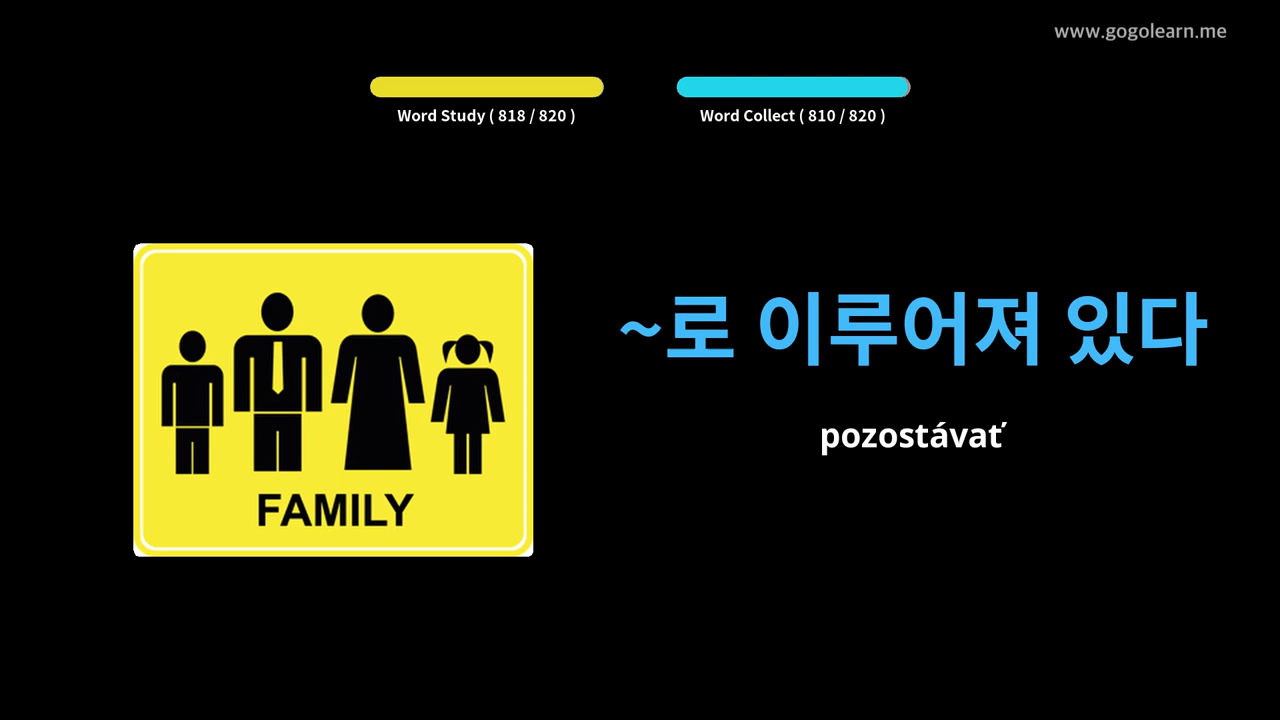 www.gogolearn.me
Word Study ( 818 / 820 )
Word Collect ( 810 / 820 )
~로 이루어져 있다
pozostávať
FAMILY